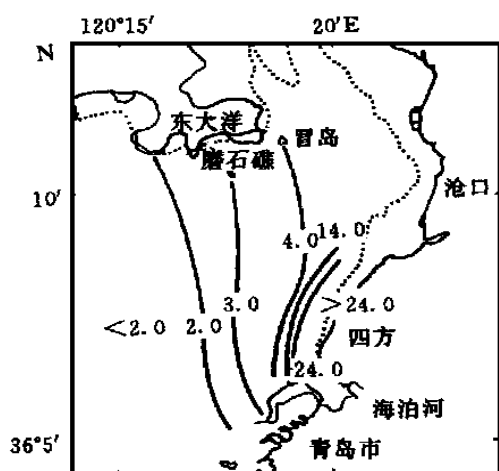 120°15′ 20′E
N
东大洋
冒岛
磨石礁
沧口
10′
4.0 14.0
3.0 >24.0
<2.0 2.0
四方
24.0
海泊河
36°5′
青岛市